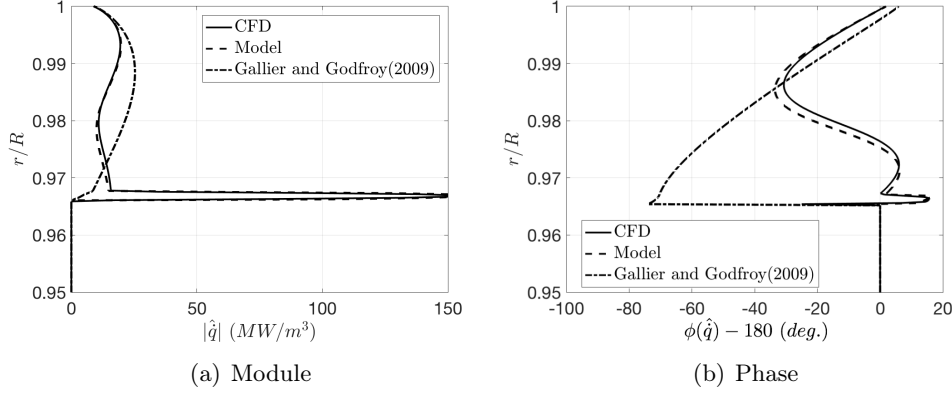 1
0.99
0.98
0.97
0.96
0.95
r/R
CFD
Model
Gallier and Godfroy(2009)
0 50 100 150
|q̂| (MW/m³)
(a) Module
1
0.99
0.98
0.97
0.96
0.95
r/R
CFD
Model
Gallier and Godfroy(2009)
-100 -80 -60 -40 -20 0 20
ϕ(q̂) − 180 (deg.)
(b) Phase